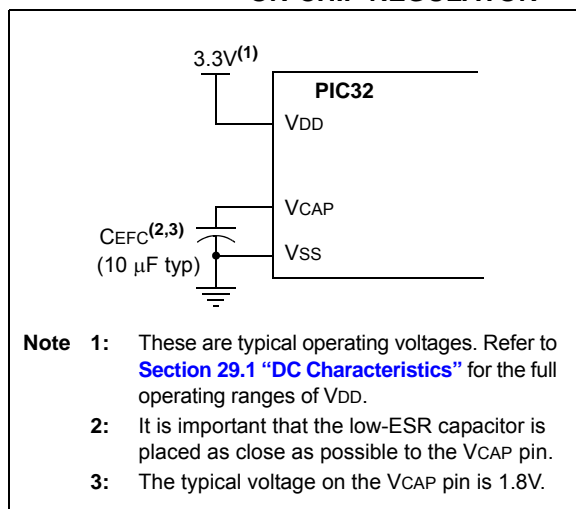 3.3V(1)
PIC32
VDD
VCAP
CEFC(2,3)
(10 μF typ)
VSS
Note 1: These are typical operating voltages. Refer to
Section 29.1 “DC Characteristics” for the full
operating ranges of VDD.
2: It is important that the low-ESR capacitor is
placed as close as possible to the VCAP pin.
3: The typical voltage on the VCAP pin is 1.8V.